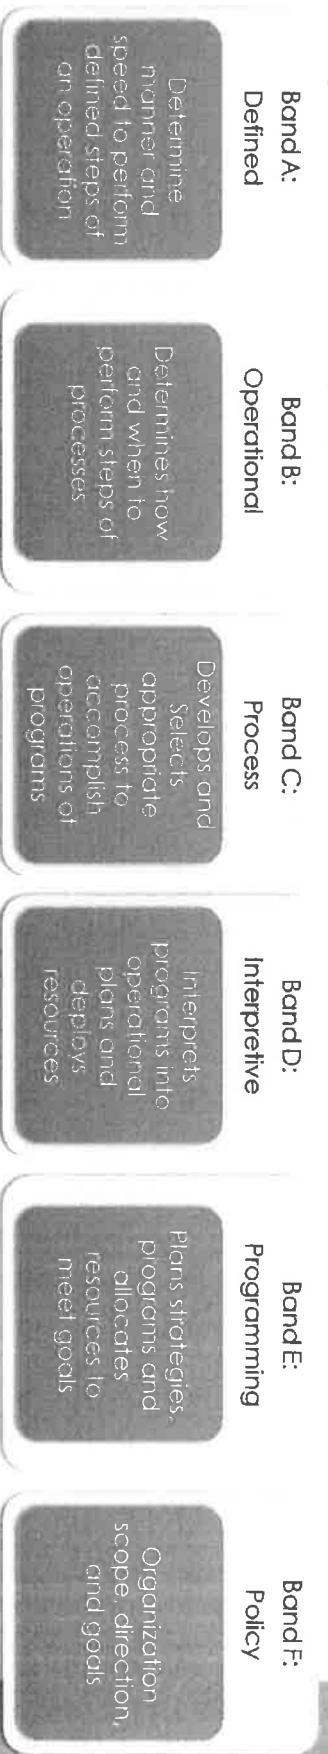 Band A:
Defined
Determine
manner and
speed to perform
defined steps of
an operation
Band B:
Operational
Determines how
and when to
perform steps of
processes
Band C:
Process
Develops and
Selects
appropriate
process to
accomplish
operations of
programs
Band D:
Interpretive
Interprets
programs into
operational
plans and
deploys
resources
Band E:
Programming
Plans strategies,
programs and
allocates
resources to
meet goals
Band F:
Policy
Organization
scope, direction,
and goals